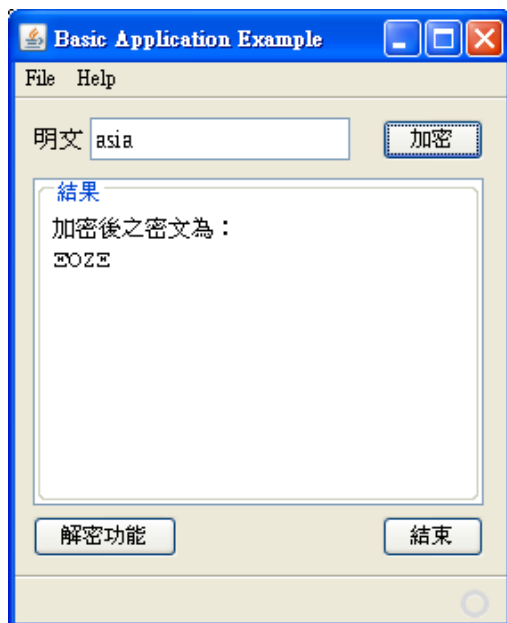 Basic Application Example
File Help
明文 asia 加密
結果
加密後之密文為：
解密功能 結束